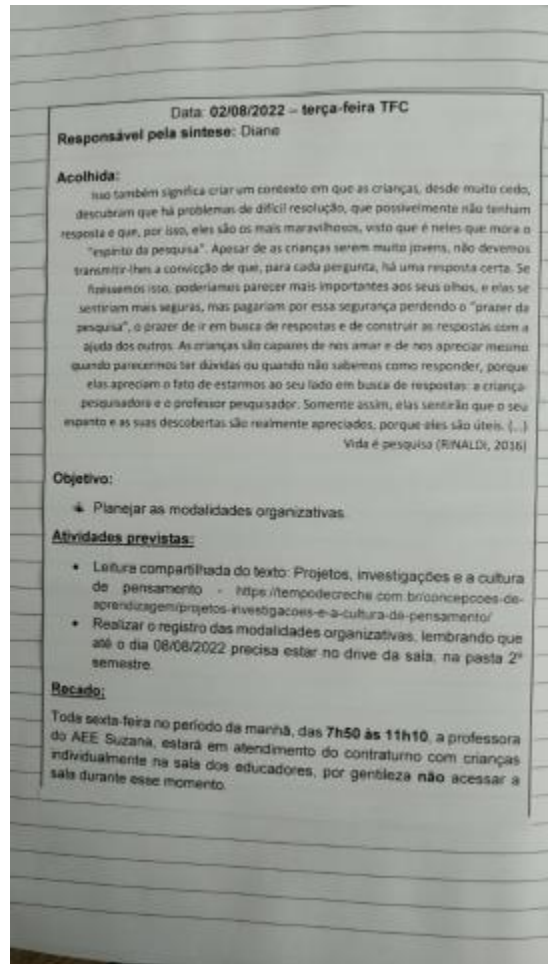 Data: 02/08/2022 – terça-feira TFC
Responsável pela síntese: Diane
Acolhida:
Isso também significa criar um contexto em que as crianças, desde muito cedo,
descubram que há problemas de difícil resolução, que possivelmente não tenham
resposta e que, por isso, eles são os mais maravilhosos, visto que é neles que mora o
"espírito da pesquisa". Apesar de as crianças serem muito jovens, não devemos
transmitir-lhes a convicção de que, para cada pergunta, há uma resposta certa. Se
fizéssemos isso, poderíamos parecer mais importantes aos seus olhos, e elas se
sentiriam mais seguras, mas pagariam por essa segurança perdendo o "prazer da
pesquisa", o prazer de ir em busca de respostas e de construir as respostas com a
ajuda dos outros. As crianças são capazes de nos amar e de nos apreciar mesmo
quando parecermos ter dúvidas ou quando não sabemos como responder, porque
elas apreciam o fato de estarmos ao seu lado em busca de respostas: a criança-
pesquisadora e o professor pesquisador. Somente assim, elas sentirão que o seu
espanto e as suas descobertas são realmente apreciados, porque eles são úteis. (...)
Vida é pesquisa (RINALDI, 2016)
Objetivo:
Planejar as modalidades organizativas.
Atividades previstas:
• Leitura compartilhada do texto: Projetos, investigações e a cultura
de pensamento - https://tempodecreche.com.br/concepcoes-de-
aprendizagem/projetos-investigacoes-e-a-cultura-de-pensamento/
• Realizar o registro das modalidades organizativas, lembrando que
até o dia 08/08/2022 precisa estar no drive da sala, na pasta 2º
semestre.
Recado:
Toda sexta-feira no período da manhã, das 7h50 às 11h10, a professora
do AEE Suzana, estará em atendimento do contraturno com crianças
individualmente na sala dos educadores, por gentileza não acessar a
sala durante esse momento.